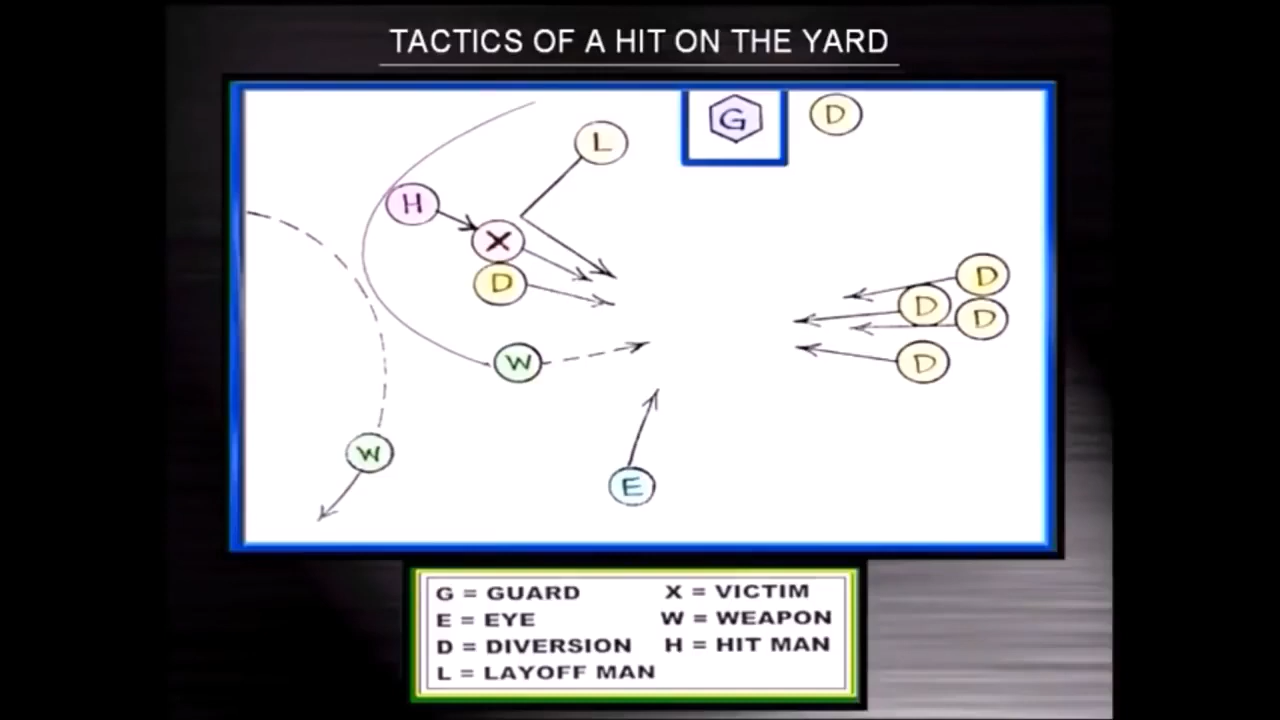 TACTICS OF A HIT ON THE YARD
G
D
L
H
X
D
D
D
D
W
D
W
E
G = GUARD X = VICTIM
E = EYE W = WEAPON
D = DIVERSION H = HIT MAN
L = LAYOFF MAN